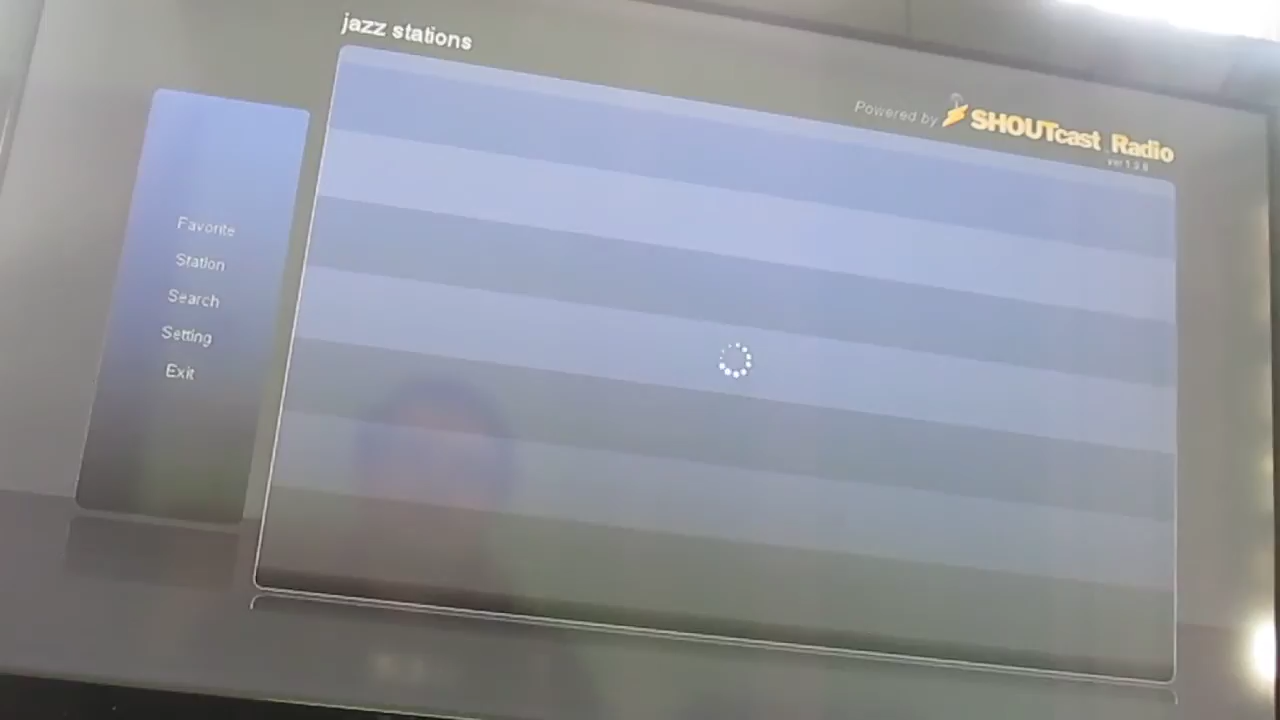 jazz stations
Powered by SHOUTcast Radio
Favorite
Station
Search
Setting
Exit